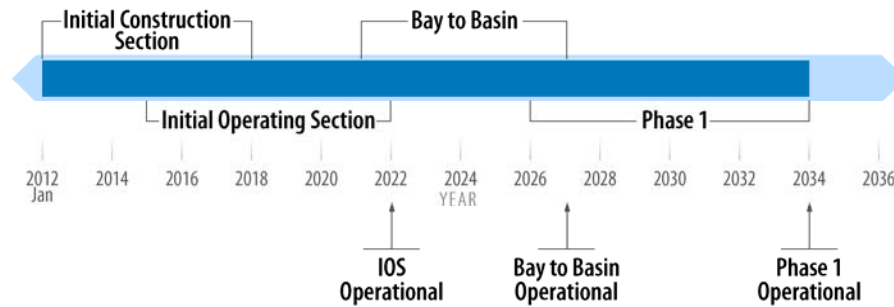 Initial Construction
Section
Bay to Basin
Initial Operating Section
Phase 1
2012 2014 2016 2018 2020 2022 2024 2026 2028 2030 2032 2034 2036
Jan
YEAR
IOS
Operational
Bay to Basin
Operational
Phase 1
Operational